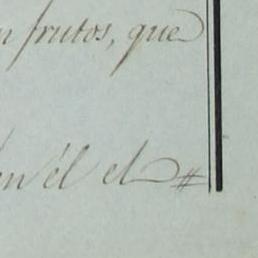 n frutos, que
en él el #